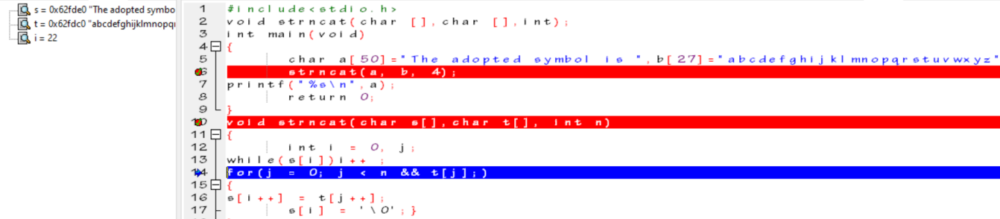 s = 0x62fde0 "The adopted symbo
t = 0x62fdc0 "abcdefghijklmnopq
i = 22
1 #include<stdio.h>
2 void strncat(char [],char [],int);
3 int main(void)
4 {
5 char a[50]="The adopted symbol is ",b[27]="abcdefghijklmnopqrstuvwxyz"
6 strncat(a, b, 4);
7 printf("%s\n",a);
8 return 0;
9 }
10 void strncat(char s[],char t[], int n)
11 {
12 int i = 0, j;
13 while(s[i])i++ ;
14 for(j = 0; j < n && t[j];)
15 {
16 s[i++] = t[j++];
17 s[i] = '\0';}